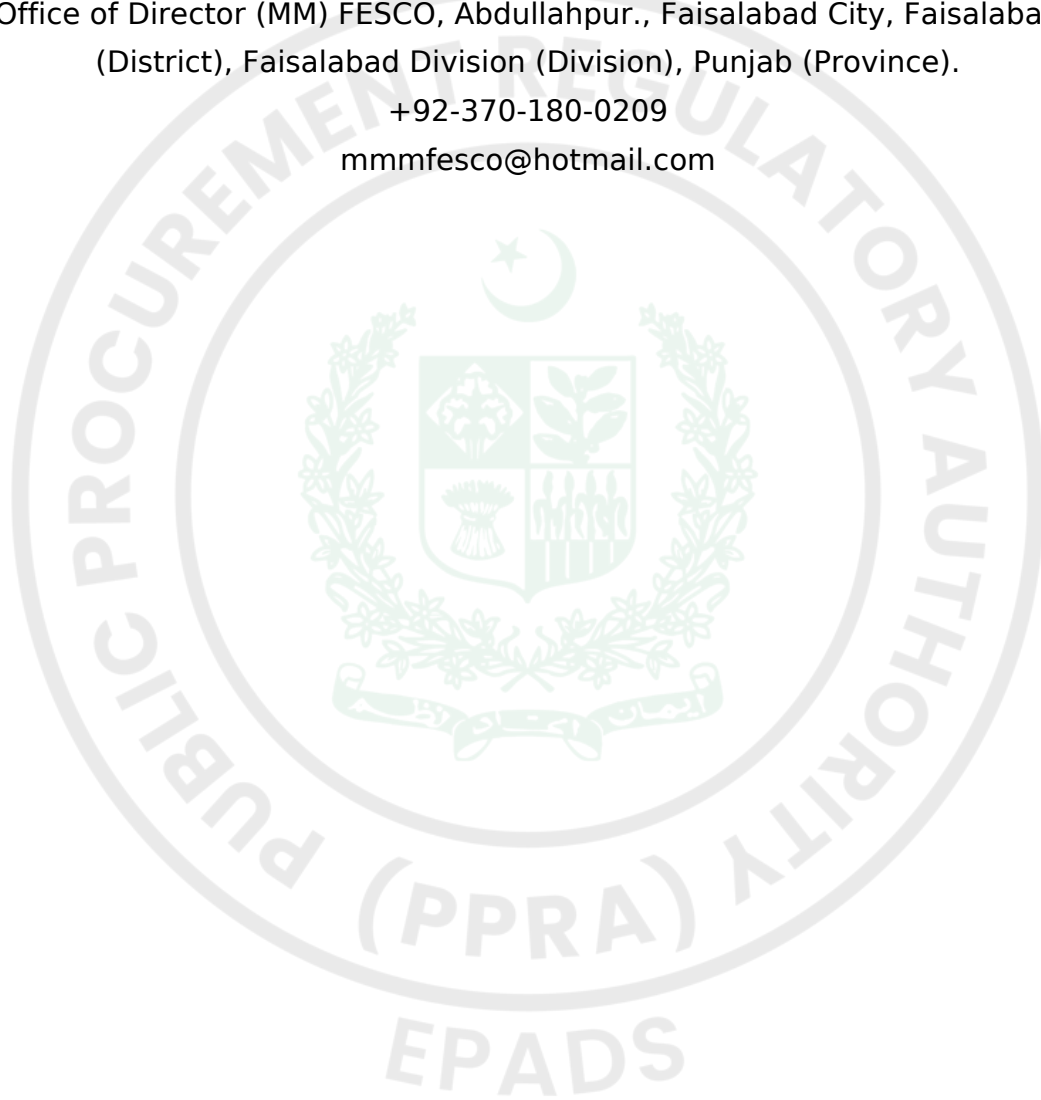 Office of Director (MM) FESCO, Abdullahpur., Faisalabad City, Faisalaba
(District), Faisalabad Division (Division), Punjab (Province).
+92-370-180-0209
mmmfesco@hotmail.com
PUBLIC PROCUREMENT REGULATORY AUTHORITY
(PPRA)
EPADS